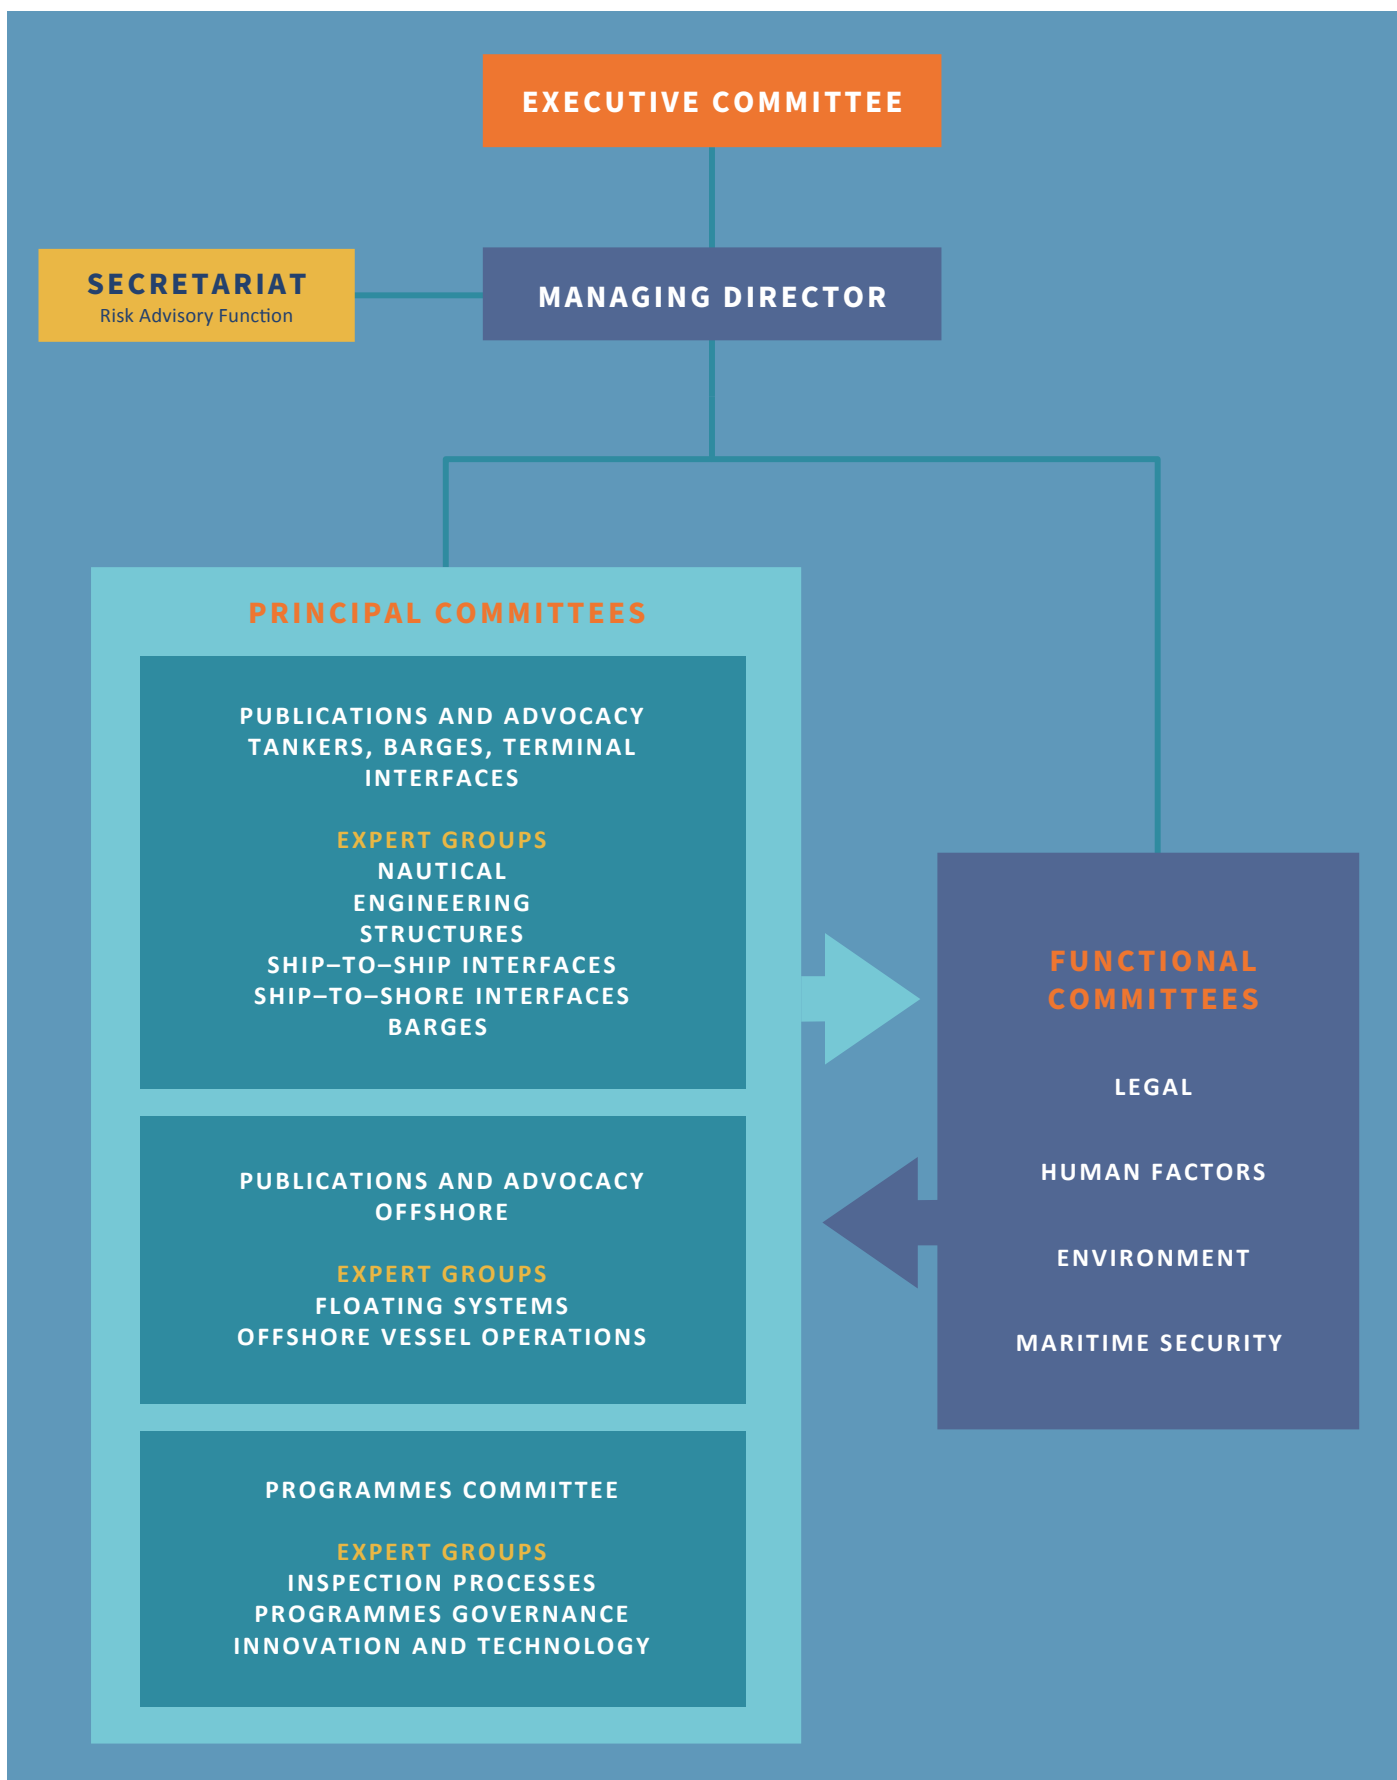 EXECUTIVE COMMITTEE
SECRETARIAT
Risk Advisory Function
MANAGING DIRECTOR
PRINCIPAL COMMITTEES
PUBLICATIONS AND ADVOCACY
TANKERS, BARGES, TERMINAL
INTERFACES
EXPERT GROUPS
NAUTICAL
ENGINEERING
STRUCTURES
SHIP–TO–SHIP INTERFACES
SHIP–TO–SHORE INTERFACES
BARGES
PUBLICATIONS AND ADVOCACY
OFFSHORE
EXPERT GROUPS
FLOATING SYSTEMS
OFFSHORE VESSEL OPERATIONS
PROGRAMMES COMMITTEE
EXPERT GROUPS
INSPECTION PROCESSES
PROGRAMMES GOVERNANCE
INNOVATION AND TECHNOLOGY
FUNCTIONAL
COMMITTEES
LEGAL
HUMAN FACTORS
ENVIRONMENT
MARITIME SECURITY